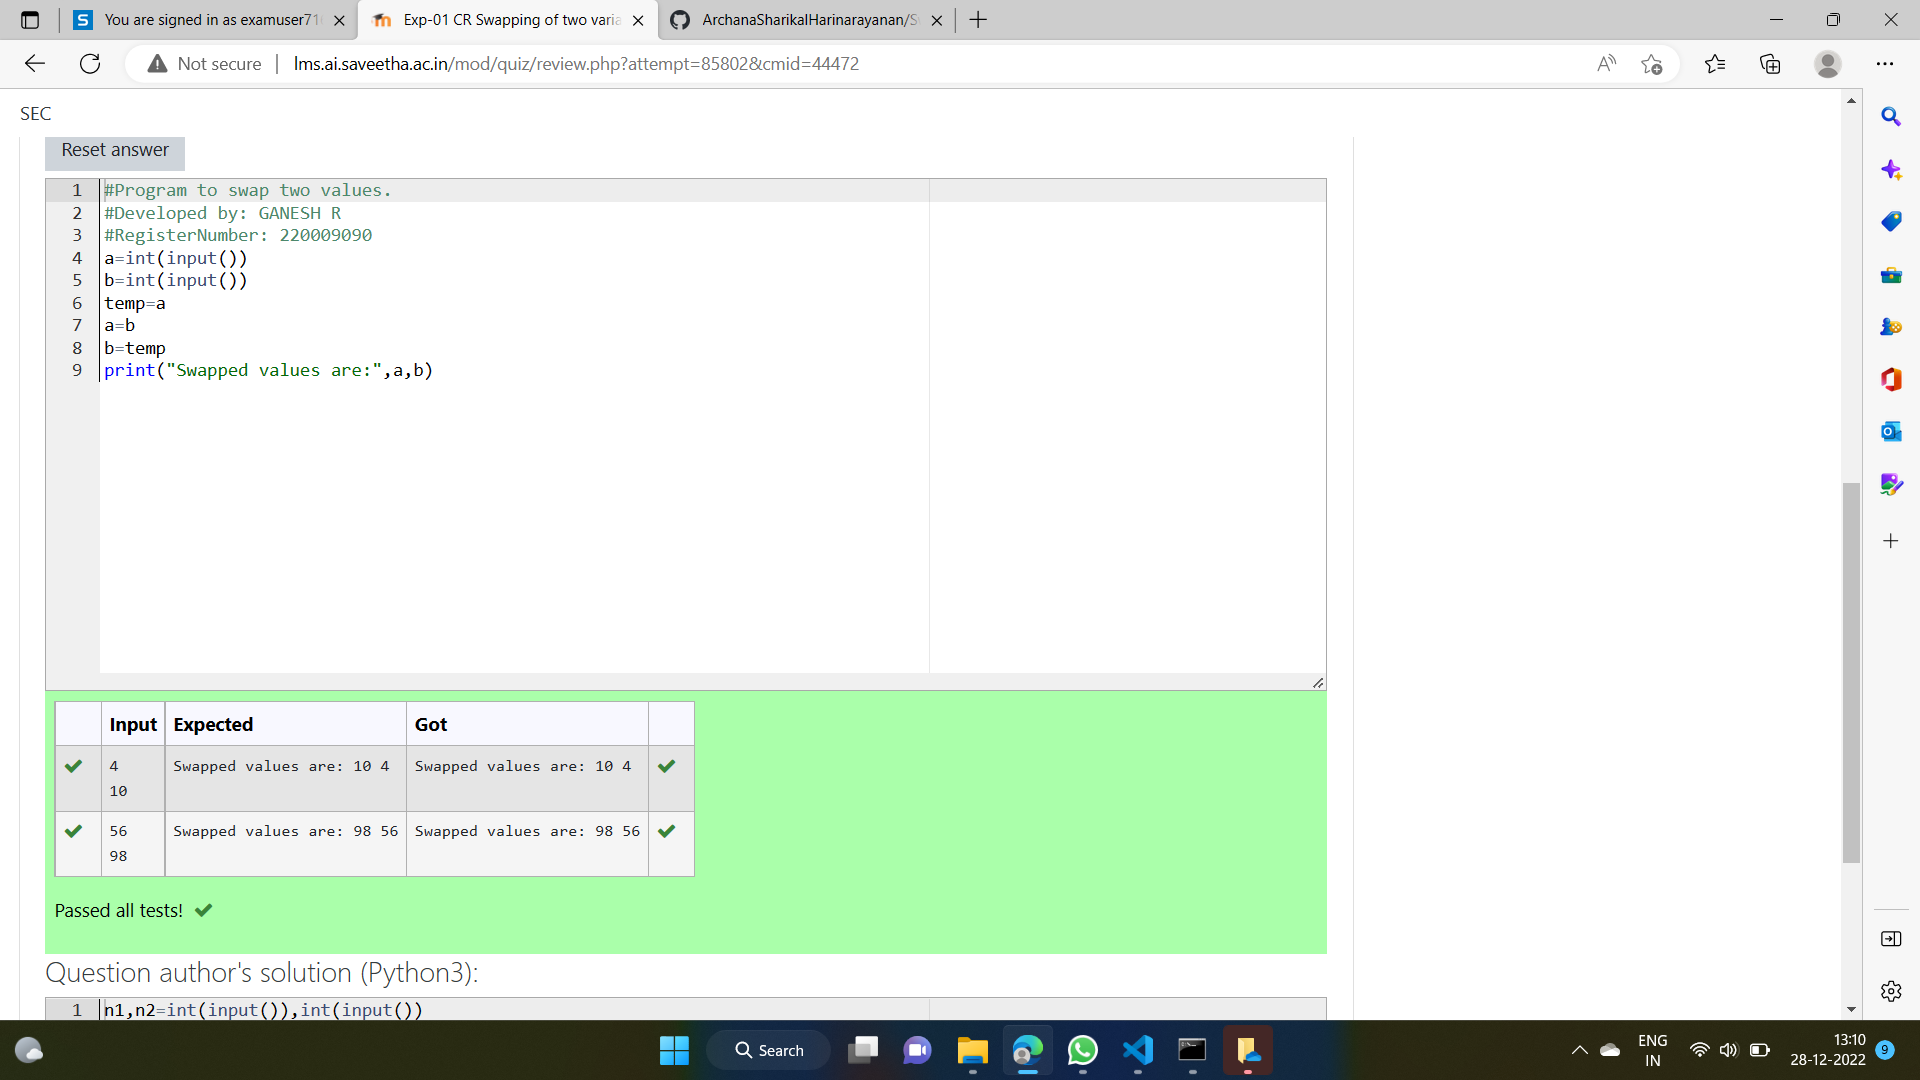 You are signed in as examuser71
Exp-01 CR Swapping of two varia
ArchanaSharikalHarinarayanan/S
Not secure
lms.ai.saveetha.ac.in/mod/quiz/review.php?attempt=85802&cmid=44472
SEC
Reset answer
1 #Program to swap two values.
2 #Developed by: GANESH R
3 #RegisterNumber: 220009090
4 a=int(input())
5 b=int(input())
6 temp=a
7 a=b
8 b=temp
9 print("Swapped values are:",a,b)
Input Expected Got
4 Swapped values are: 10 4 Swapped values are: 10 4
10
56 Swapped values are: 98 56 Swapped values are: 98 56
98
Passed all tests!
Question author's solution (Python3):
1 n1,n2=int(input()),int(input())
Search
ENG
IN
13:10
28-12-2022
9